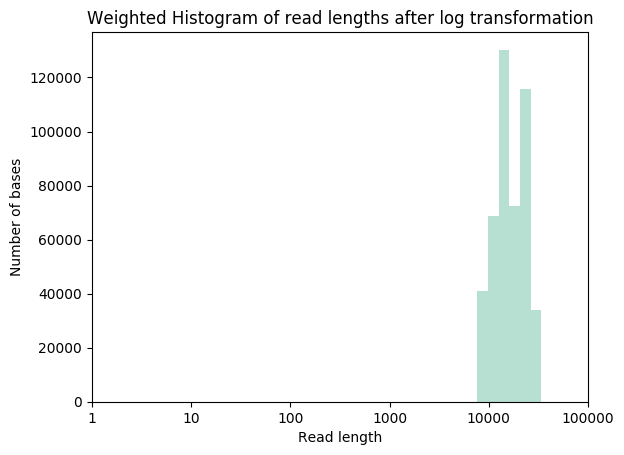 Weighted Histogram of read lengths after log transformation
Number of bases
120000
100000
80000
60000
40000
20000
0
1 10 100 1000 10000 100000
Read length